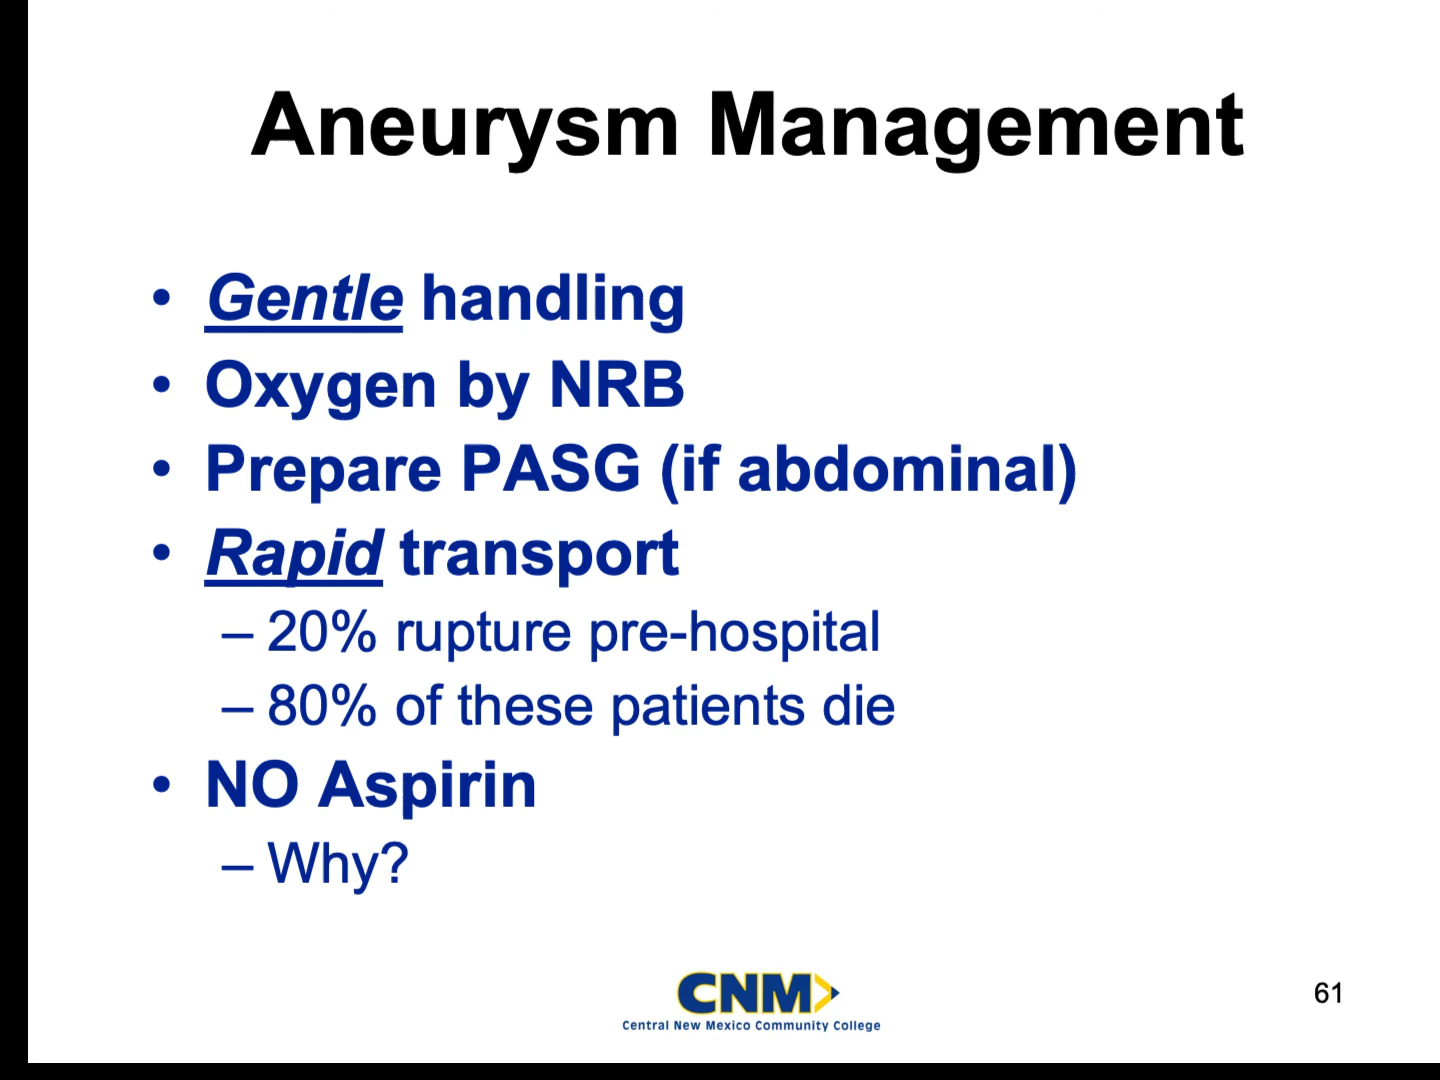 Aneurysm Management
• Gentle handling
• Oxygen by NRB
• Prepare PASG (if abdominal)
• Rapid transport
– 20% rupture pre-hospital
– 80% of these patients die
• NO Aspirin
– Why?
CNM
Central New Mexico Community College
61